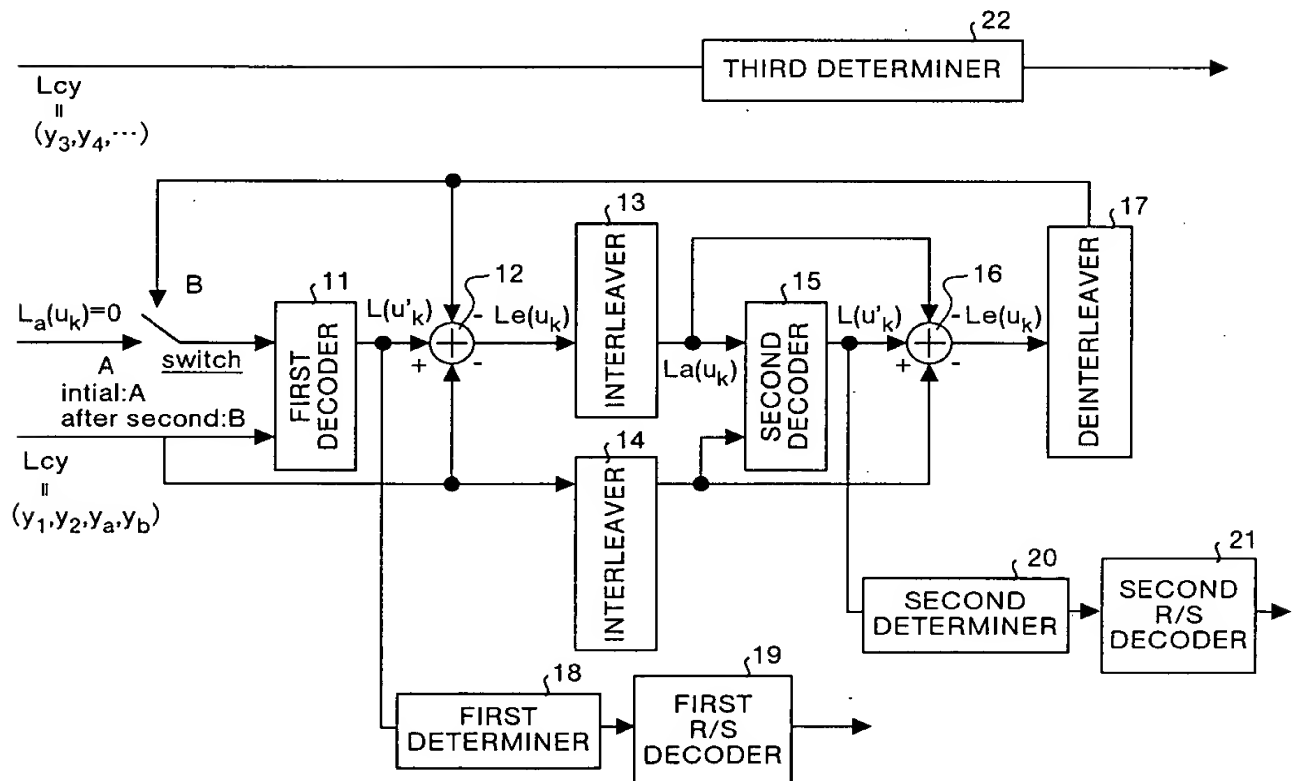 22
THIRD DETERMINER
Lcy
=
(y3,y4,···)
13
17
B
11
12
15
16
La(uk)=0
L(u'k)
-
Le(uk)
L(u'k)
-
Le(uk)
A
switch
+
-
La(uk)
+
-
intial:A
after second:B
FIRST
DECODER
INTERLEAVER
SECOND
DECODER
DEINTERLEAVER
Lcy
=
(y1,y2,ya,yb)
14
INTERLEAVER
20
SECOND
DETERMINER
21
SECOND
R/S
DECODER
18
FIRST
DETERMINER
19
FIRST
R/S
DECODER